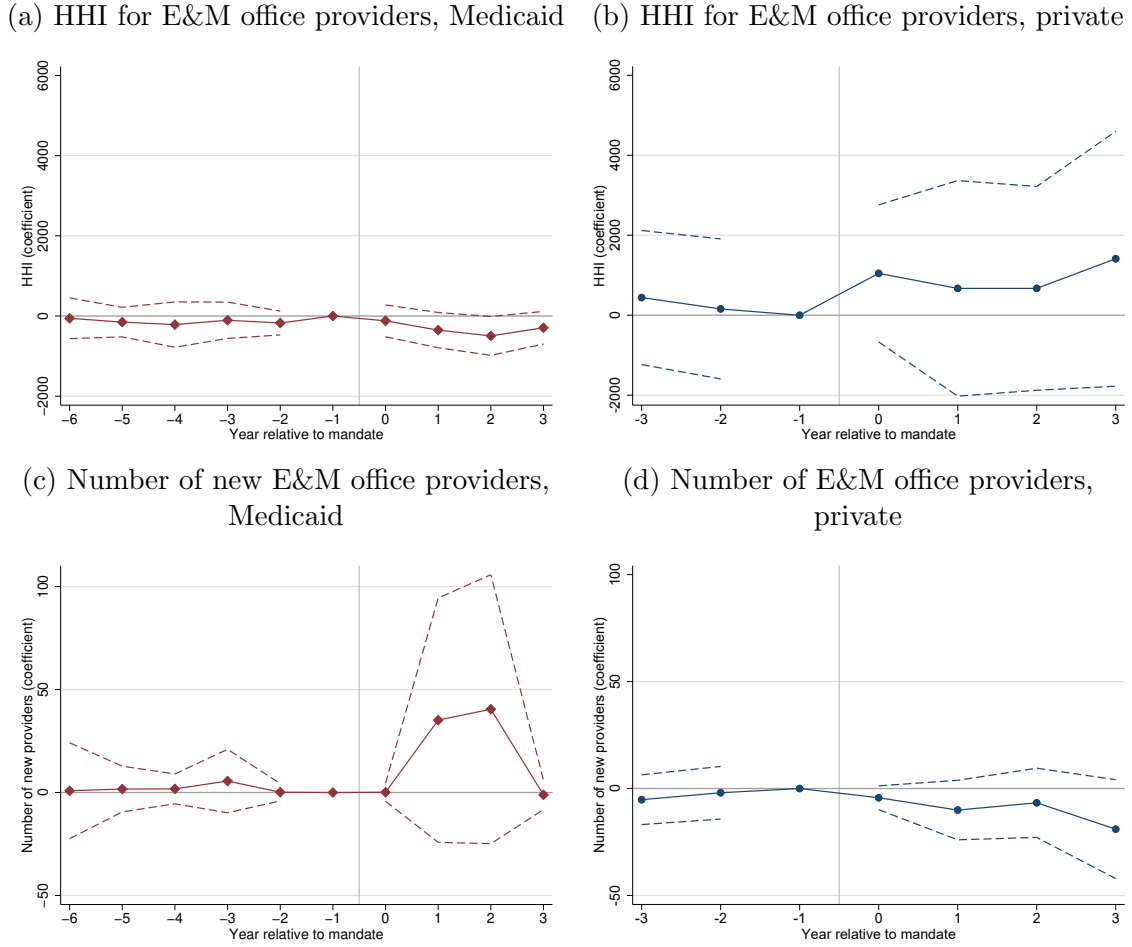 (a) HHI for E&M office providers, Medicaid
HHI (coefficient)
6000
4000
2000
0
−2000
−6 −5 −4 −3 −2 −1 0 1 2 3
Year relative to mandate
(b) HHI for E&M office providers, private
HHI (coefficient)
6000
4000
2000
0
-2000
-3 -2 -1 0 1 2 3
Year relative to mandate
(c) Number of new E&M office providers,
Medicaid
Number of new providers (coefficient)
100
50
0
−50
−6 −5 −4 −3 −2 −1 0 1 2 3
Year relative to mandate
(d) Number of E&M office providers,
private
Number of new providers (coefficient)
100
50
0
-50
-3 -2 -1 0 1 2 3
Year relative to mandate